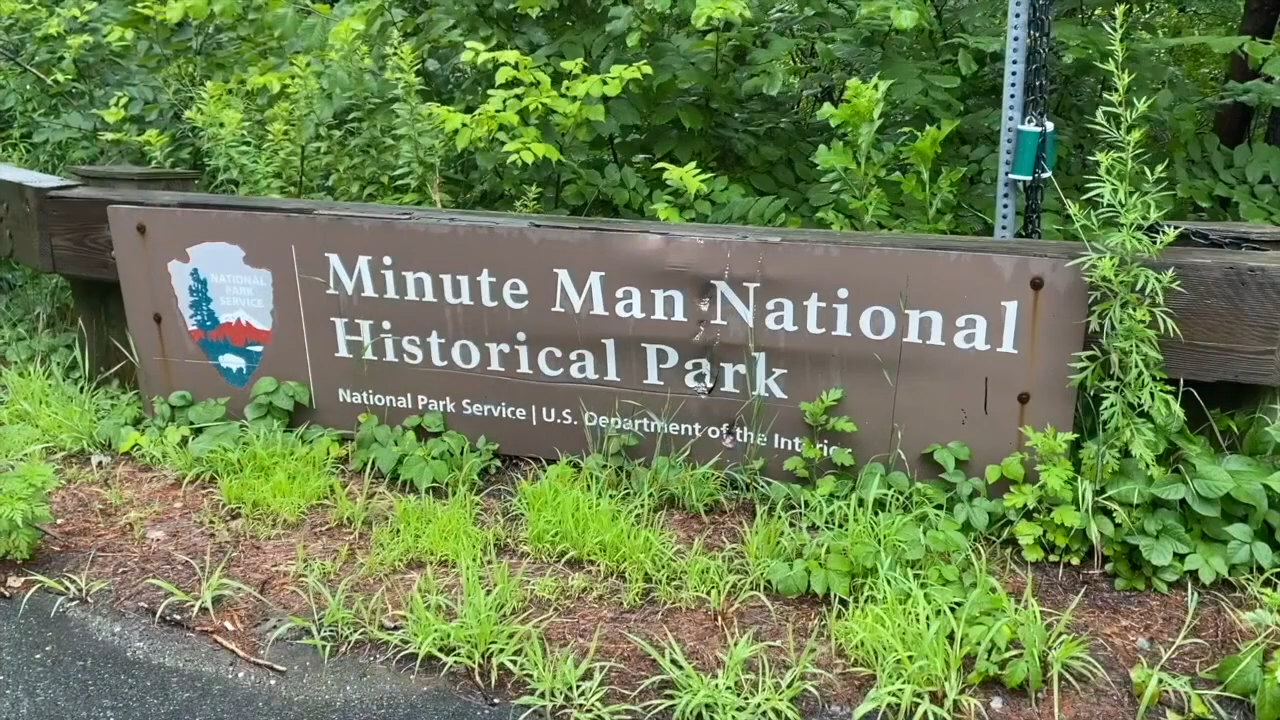 NATIONAL
PARK
SERVICE
Minute Man National
Historical Park
National Park Service | U.S. Department of the Interior